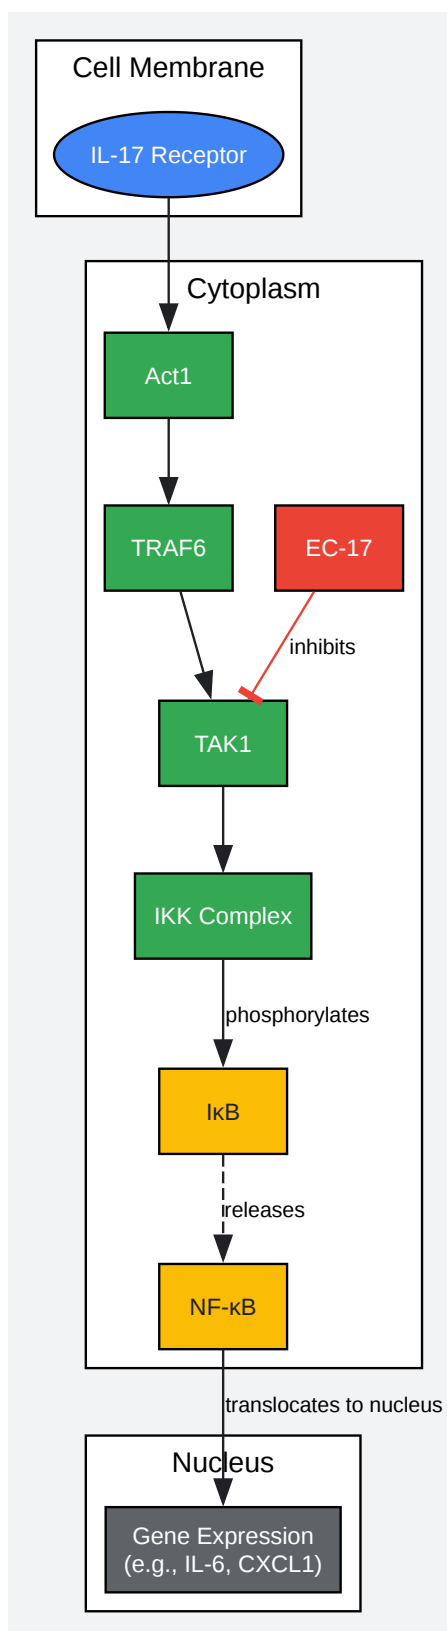 Cell Membrane
IL-17 Receptor
Cytoplasm
Act1
TRAF6
EC-17
inhibits
TAK1
IKK Complex
phosphorylates
IκB
releases
NF-κB
translocates to nucleus
Nucleus
Gene Expression
(e.g., IL-6, CXCL1)